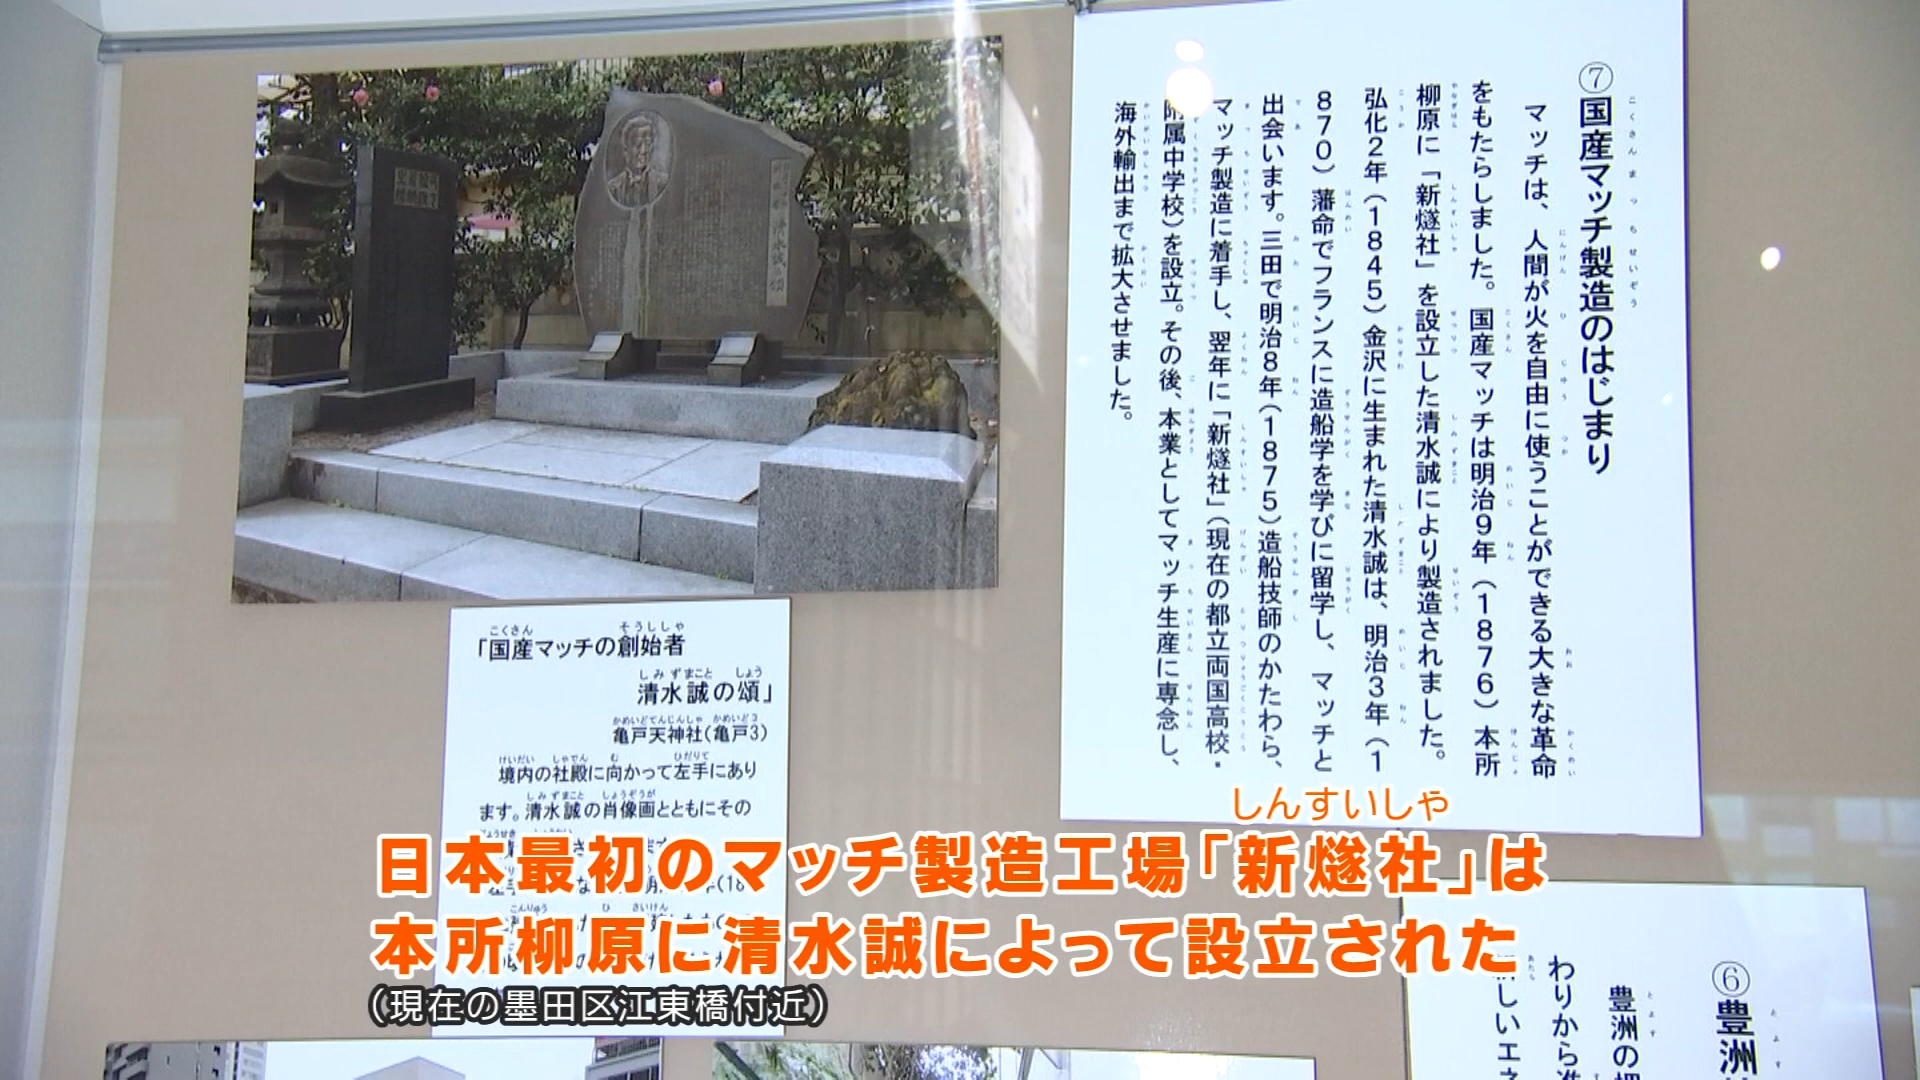 ⑦国産マッチ製造のはじまり
マッチは、人間が火を自由に使うことができる大きな革命
をもたらしました。国産マッチは明治9年（1876）本所
柳原に「新燧社」を設立した清水誠により製造されました。
弘化2年（1845）金沢に生まれた清水誠は、明治3年（1
870）藩命でフランスに造船学を学びに留学し、マッチと
出会います。三田で明治8年（1875）造船技師のかたわら、
マッチ製造に着手し、翌年に「新燧社」（現在の都立両国高校・
附属中学校）を設立。その後、本業としてマッチ生産に専念し、
海外輸出まで拡大させました。
「国産マッチの創始者
清水誠の頌」
亀戸天神社（亀戸3）
境内の社殿に向かって左手にあり
ます。清水誠の肖像画とともにその
しんすいしゃ
日本最初のマッチ製造工場「新燧社」は
本所柳原に清水誠によって設立された
（現在の墨田区江東橋付近）
⑥豊洲
豊洲の
わりから
しいエネ